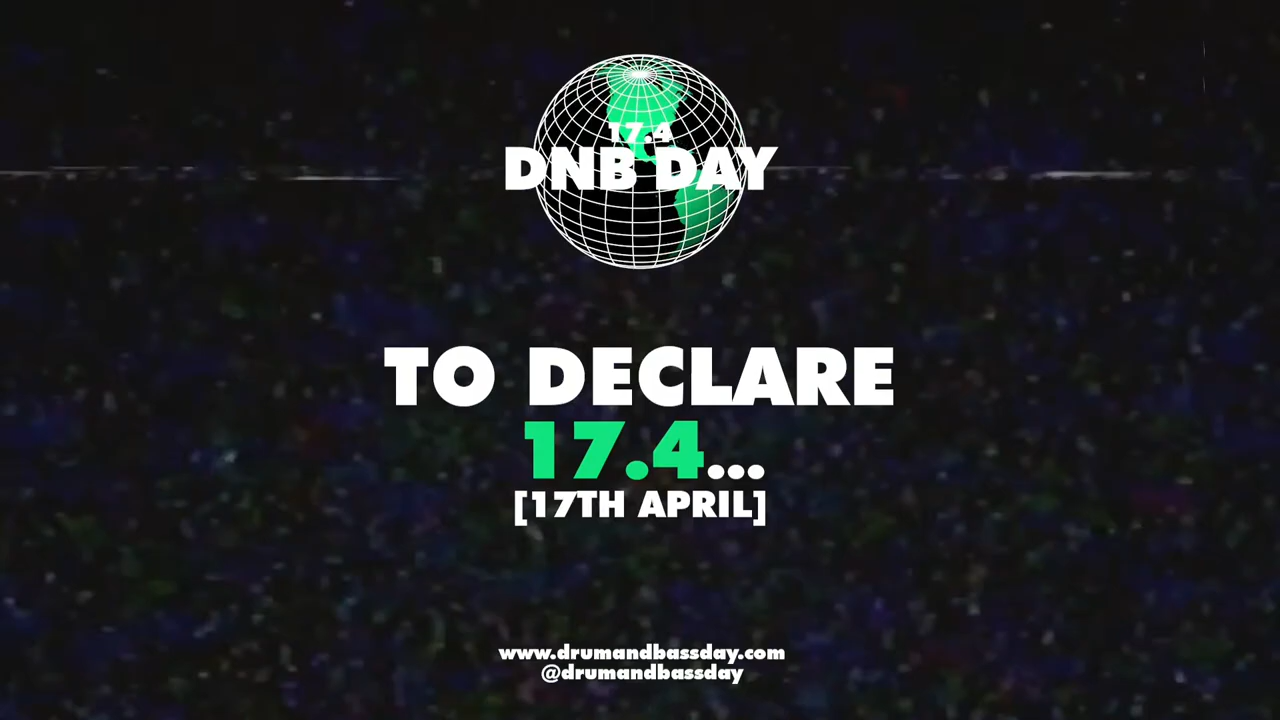 17.4
DNB DAY
TO DECLARE
17.4...
[17TH APRIL]
www.drumandbassday.com
@drumandbassday